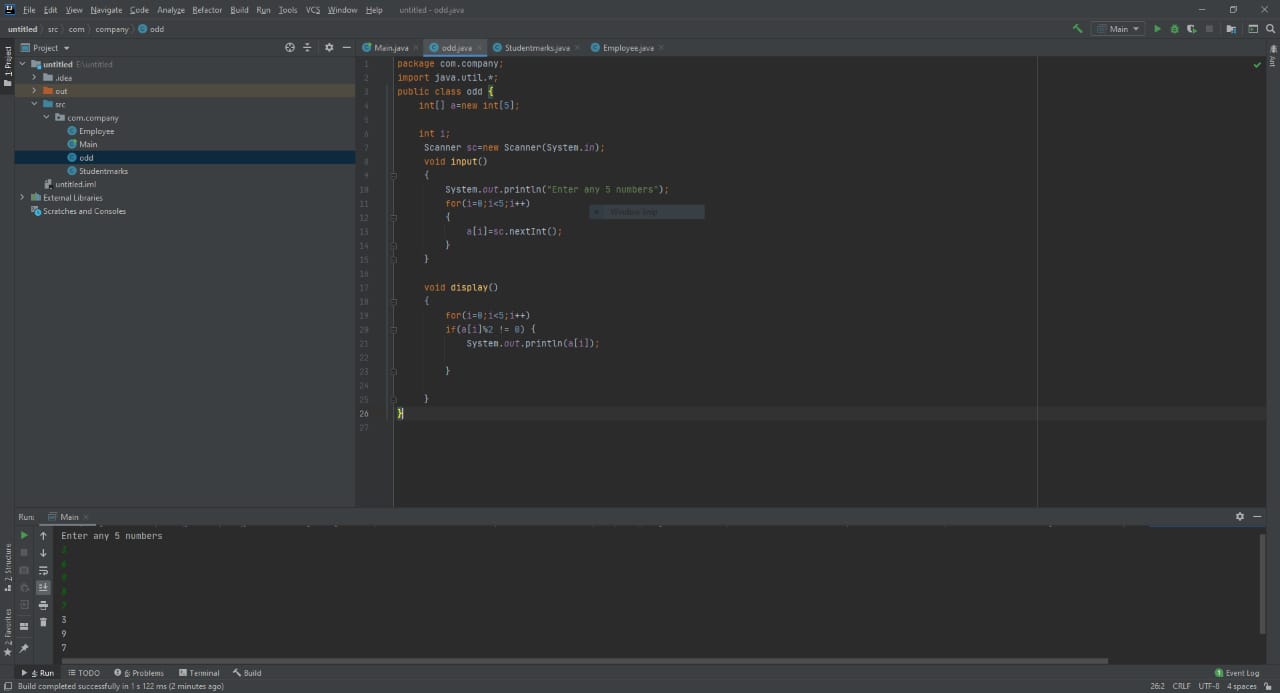 File Edit View Navigate Code Analyze Refactor Build Run Tools VCS Window Help untitled - odd.java
untitled src com company odd
Main
Project
Main.java odd.java Studentmarks.java Employee.java
1: Project
Ant
untitled E:\untitled
.idea
out
src
com.company
Employee
Main
odd
Studentmarks
untitled.iml
External Libraries
Scratches and Consoles
1 package com.company;
2 import java.util.*;
3 public class odd {
4 int[] a=new int[5];
5
6 int i;
7 Scanner sc=new Scanner(System.in);
8 void input()
9 {
10 System.out.println("Enter any 5 numbers");
11 for(i=0;i<5;i++)
12 {
13 a[i]=sc.nextInt();
14 }
15 }
16
17 void display()
18 {
19 for(i=0;i<5;i++)
20 if(a[i]%2 != 0) {
21 System.out.println(a[i]);
22
23 }
24
25 }
26 }
27
Window Snip
Run: Main
Enter any 5 numbers
3
9
7
2: Structure
2: Favorites
4: Run TODO 6: Problems Terminal Build 1 Event Log
Build completed successfully in 1 s 122 ms (2 minutes ago) 26:2 CRLF UTF-8 4 spaces